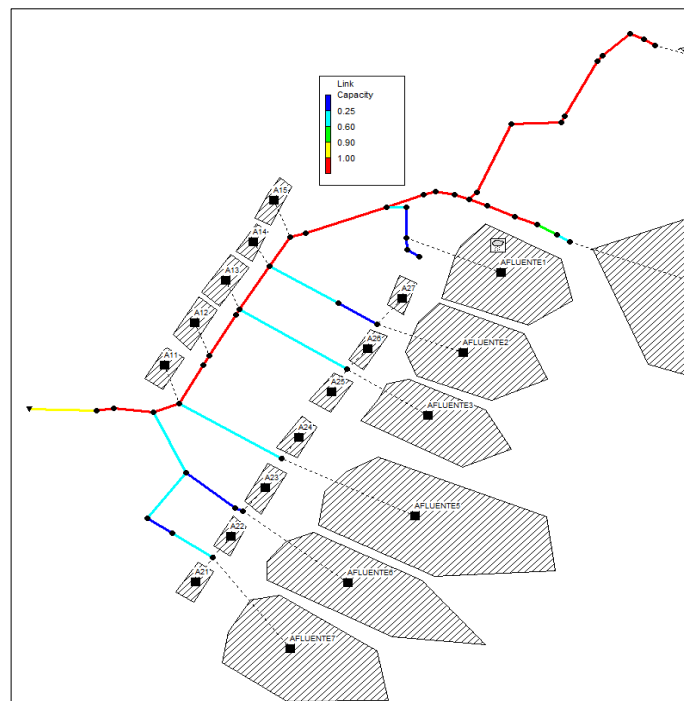 Link
Capacity
0.25
0.60
0.90
1.00
A15
A14
A13
A12
A11
A27
A26
A25
A24
A23
A22
A21
AFLUENTE1
AFLUENTE2
AFLUENTE3
AFLUENTE5
AFLUENTE6
AFLUENTE7